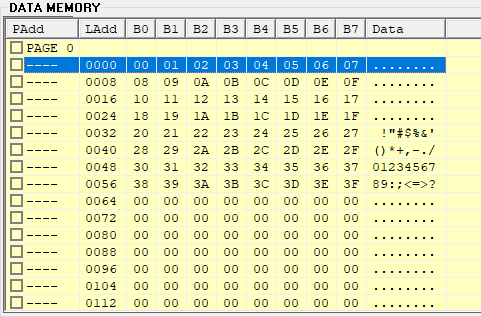 DATA MEMORY
PAdd LAdd B0 B1 B2 B3 B4 B5 B6 B7 Data
PAGE 0
---- 0000 00 01 02 03 04 05 06 07 ........
---- 0008 08 09 0A 0B 0C 0D 0E 0F ........
---- 0016 10 11 12 13 14 15 16 17 ........
---- 0024 18 19 1A 1B 1C 1D 1E 1F ........
---- 0032 20 21 22 23 24 25 26 27 !"#$%&'
---- 0040 28 29 2A 2B 2C 2D 2E 2F ()*+,-./
---- 0048 30 31 32 33 34 35 36 37 01234567
---- 0056 38 39 3A 3B 3C 3D 3E 3F 89:;<=>?
---- 0064 00 00 00 00 00 00 00 00 ........
---- 0072 00 00 00 00 00 00 00 00 ........
---- 0080 00 00 00 00 00 00 00 00 ........
---- 0088 00 00 00 00 00 00 00 00 ........
---- 0096 00 00 00 00 00 00 00 00 ........
---- 0104 00 00 00 00 00 00 00 00 ........
---- 0112 00 00 00 00 00 00 00 00 ........